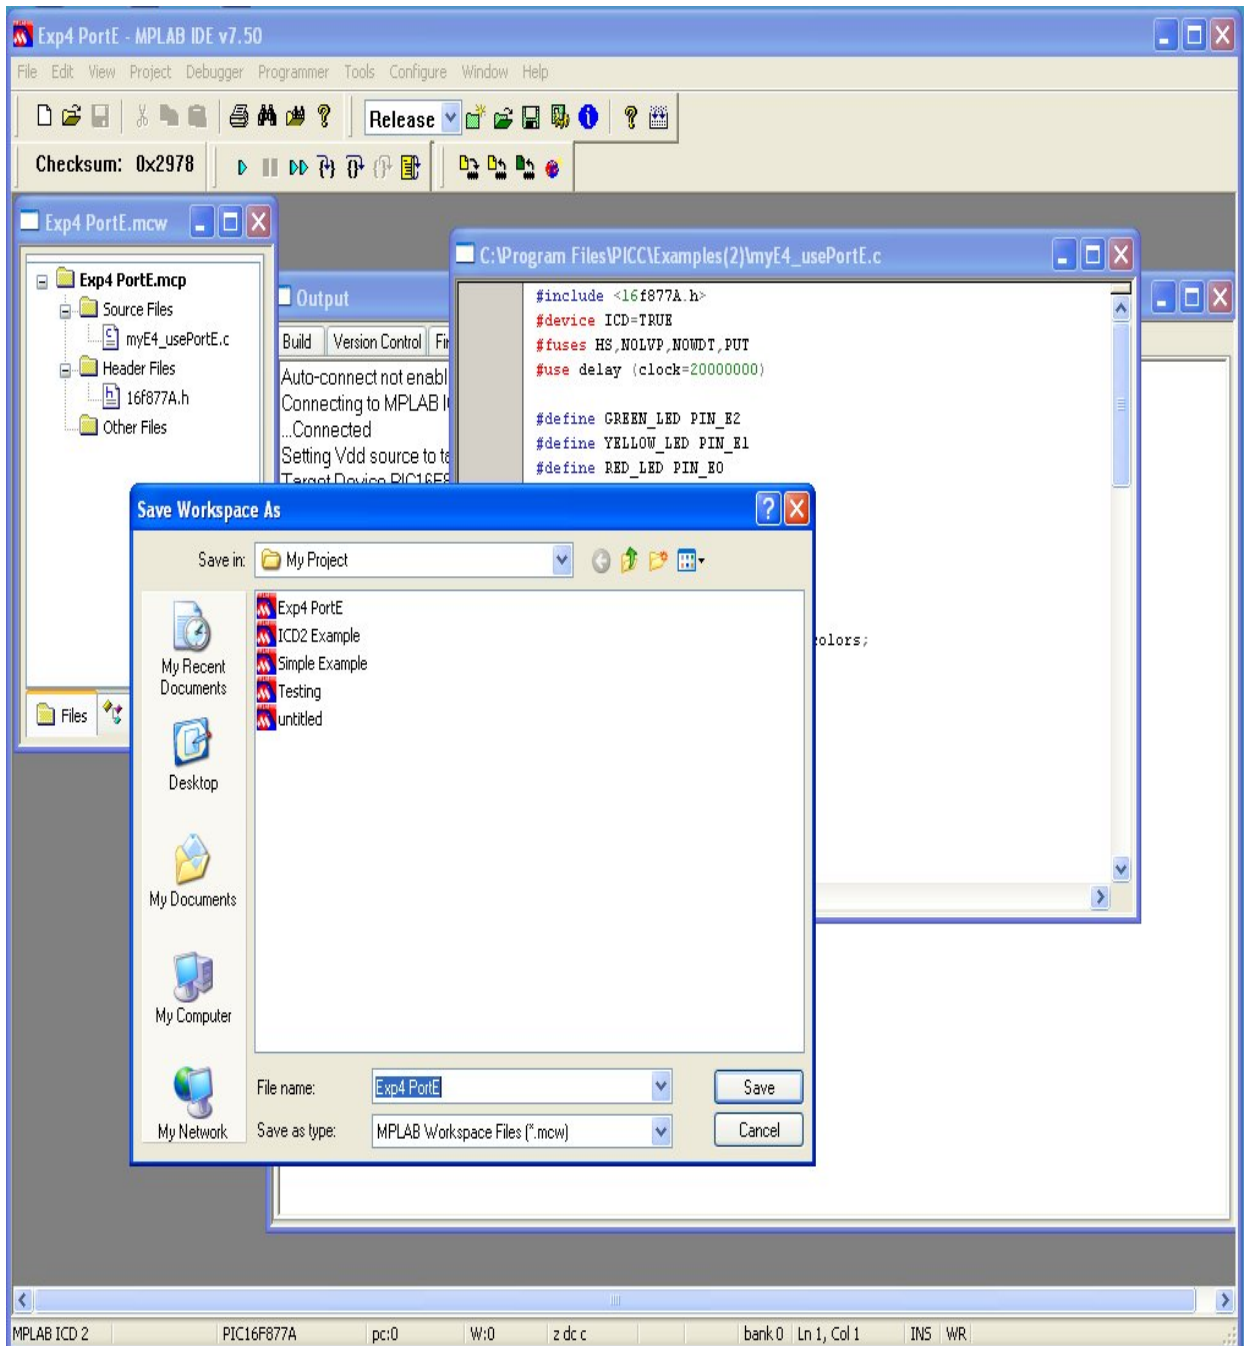 Exp4 PortE - MPLAB IDE v7.50
File Edit View Project Debugger Programmer Tools Configure Window Help
Release
Checksum: 0x2978
Exp4 PortE.mcw
Exp4 PortE.mcp
Source Files
myE4_usePortE.c
Header Files
16f877A.h
Other Files
Files
Output
Build Version Control
Auto-connect not enabl
Connecting to MPLAB
...Connected
Setting Vdd source to
Target Device
C:\Program Files\PICC\Examples(2)\myE4_usePortE.c
#include <16f877A.h>
#device ICD=TRUE
#fuses HS,NOLVP,NOWDT,PUT
#use delay (clock=20000000)
#define GREEN_LED PIN_E2
#define YELLOW_LED PIN_E1
#define RED_LED PIN_E0
olors;
Save Workspace As
Save in: My Project
My Recent Documents
Desktop
My Documents
My Computer
My Network
Exp4 PortE
ICD2 Example
Simple Example
Testing
untitled
File name: Exp4 PortE Save
Save as type: MPLAB Workspace Files (*.mcw) Cancel
MPLAB ICD 2 PIC16F877A pc:0 W:0 z dc c bank 0 Ln 1, Col 1 INS WR